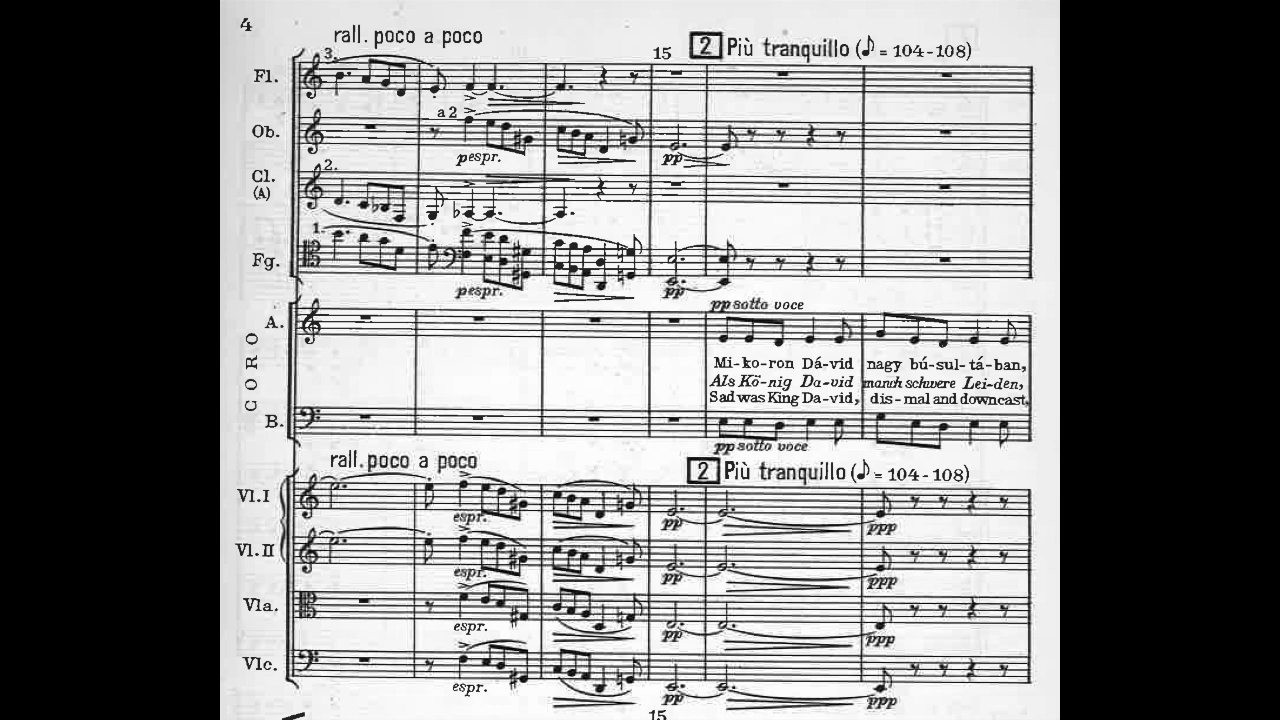 4
rall. poco a poco
15 2 Più tranquillo (♪ = 104-108)
3.
Fl.
a 2
Ob.
pespr. pp
2.
Cl.
(A)
1.
Fg.
pespr. pp
pp sotto voce
A.
CORO
Mi-ko-ron Dá-vid nagy bú-sul-tá-ban,
Als Kö-nig Da-vid manch schwere Lei-den,
Sad was King Da-vid, dis-mal and downcast,
B.
pp sotto voce
rall. poco a poco 2 Più tranquillo (♪ = 104-108)
Vl. I
espr. pp ppp
Vl. II
espr. pp ppp
Vla.
espr. pp ppp
Vlc.
espr. pp ppp
15